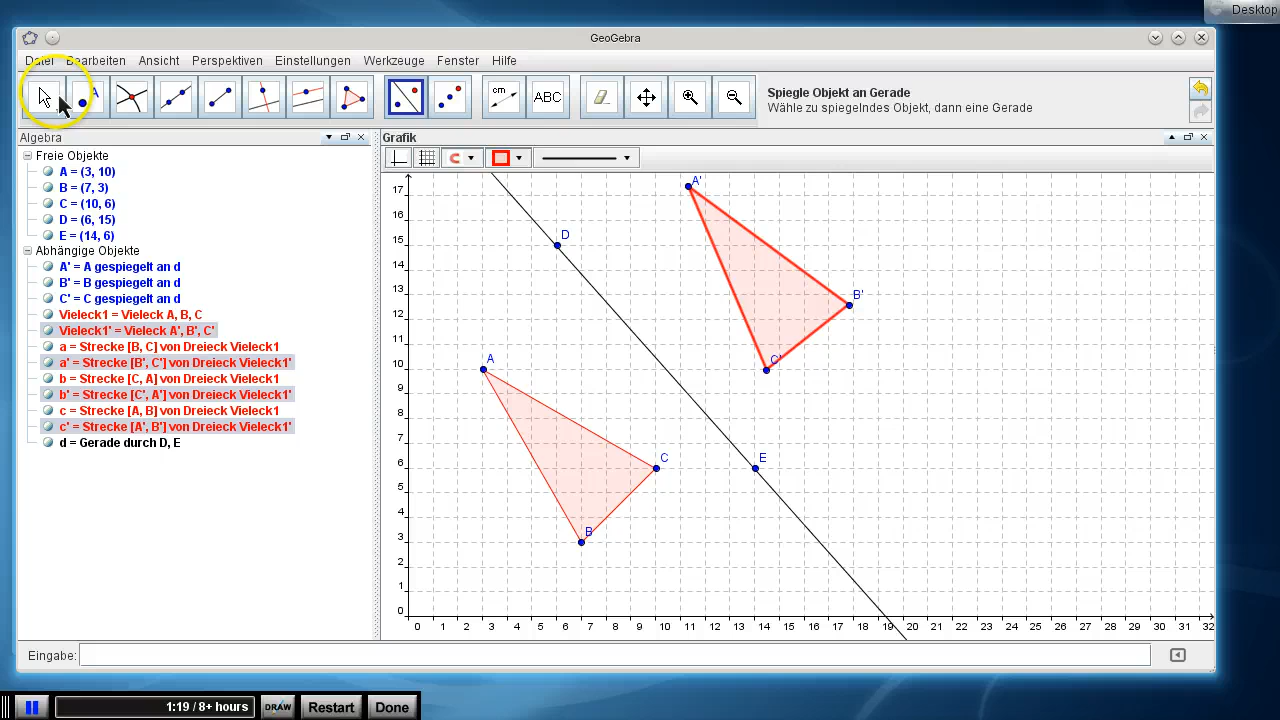 Desktop
GeoGebra
Datei Bearbeiten Ansicht Perspektiven Einstellungen Werkzeuge Fenster Hilfe
A
cm
ABC
Spiegle Objekt an Gerade
Wähle zu spiegelndes Objekt, dann eine Gerade
Algebra
Grafik
Freie Objekte
A = (3, 10)
B = (7, 3)
C = (10, 6)
D = (6, 15)
E = (14, 6)
Abhängige Objekte
A' = A gespiegelt an d
B' = B gespiegelt an d
C' = C gespiegelt an d
Vieleck1 = Vieleck A, B, C
Vieleck1' = Vieleck A', B', C'
a = Strecke [B, C] von Dreieck Vieleck1
a' = Strecke [B', C'] von Dreieck Vieleck1'
b = Strecke [C, A] von Dreieck Vieleck1
b' = Strecke [C', A'] von Dreieck Vieleck1'
c = Strecke [A, B] von Dreieck Vieleck1
c' = Strecke [A', B'] von Dreieck Vieleck1'
d = Gerade durch D, E
17
16
15
14
13
12
11
10
9
8
7
6
5
4
3
2
1
0
A'
D
B'
A
C'
C
E
B
0 1 2 3 4 5 6 7 8 9 10 11 12 13 14 15 16 17 18 19 20 21 22 23 24 25 26 27 28 29 30 31 32
Eingabe:
1:19 / 8+ hours
DRAW
Restart
Done